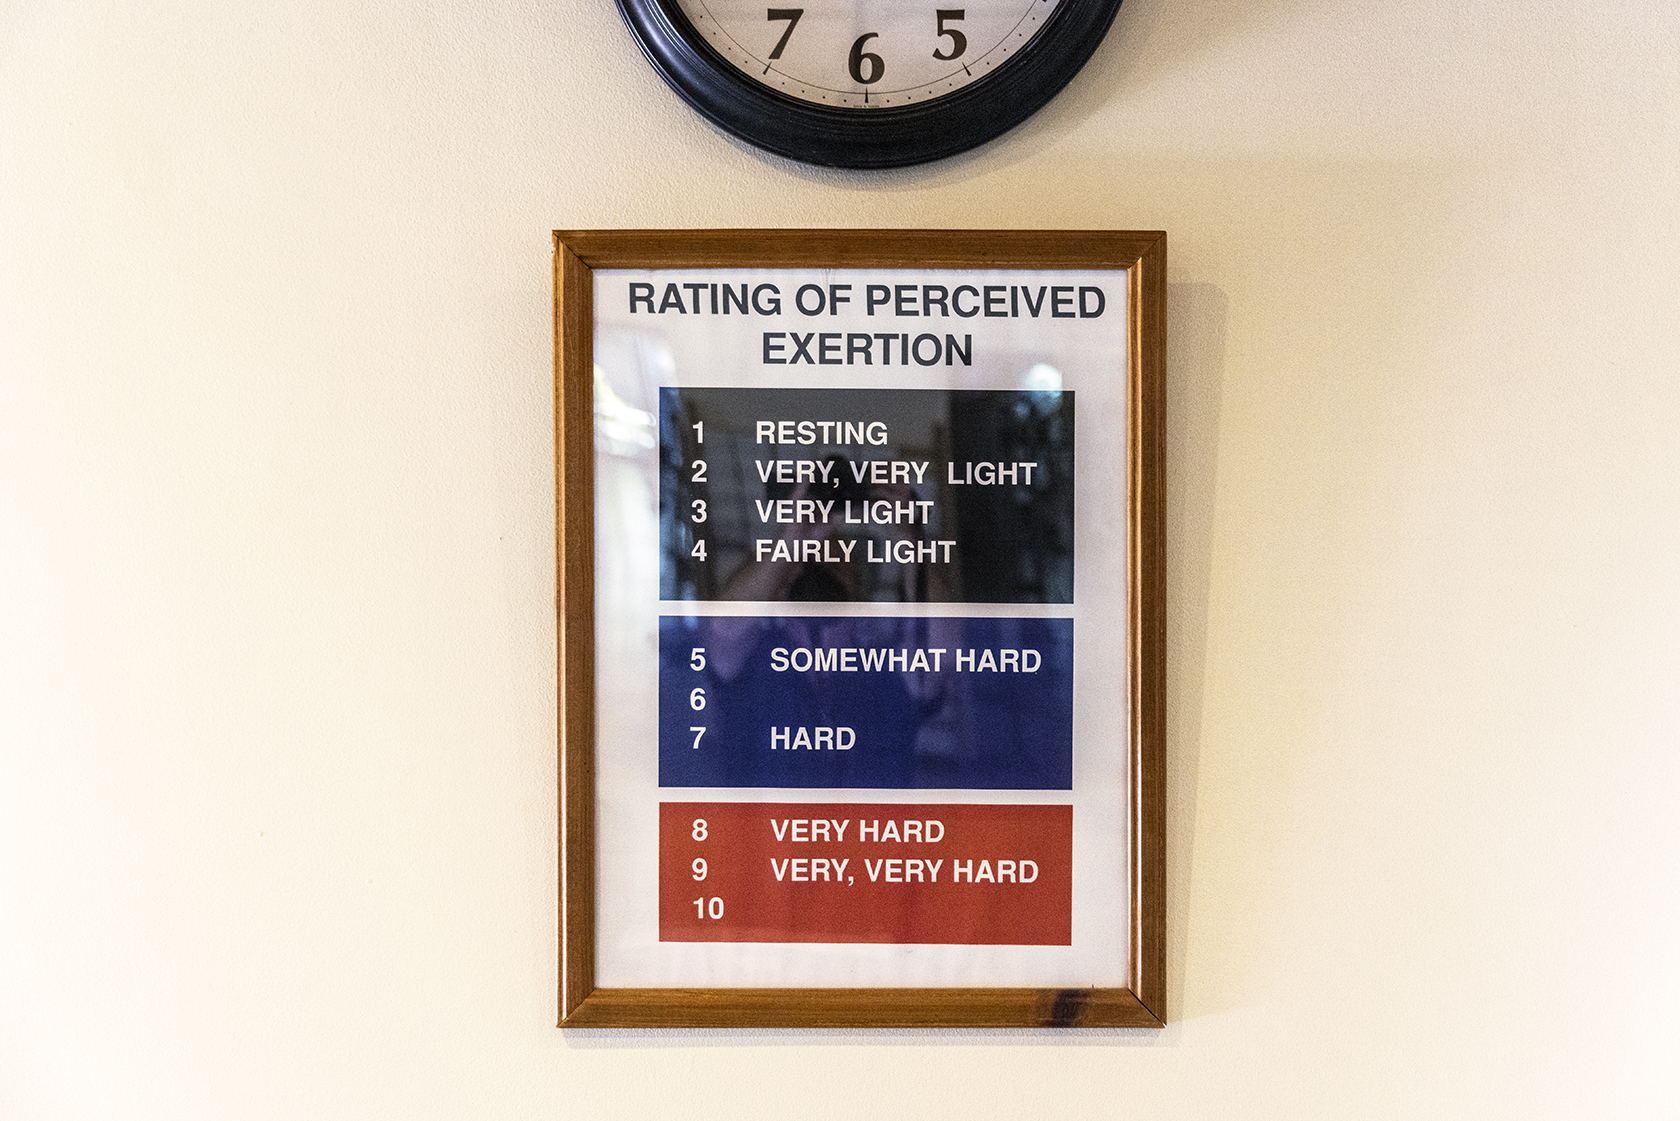 7 6 5
RATING OF PERCEIVED
EXERTION
1 RESTING
2 VERY, VERY LIGHT
3 VERY LIGHT
4 FAIRLY LIGHT
5 SOMEWHAT HARD
6
7 HARD
8 VERY HARD
9 VERY, VERY HARD
10